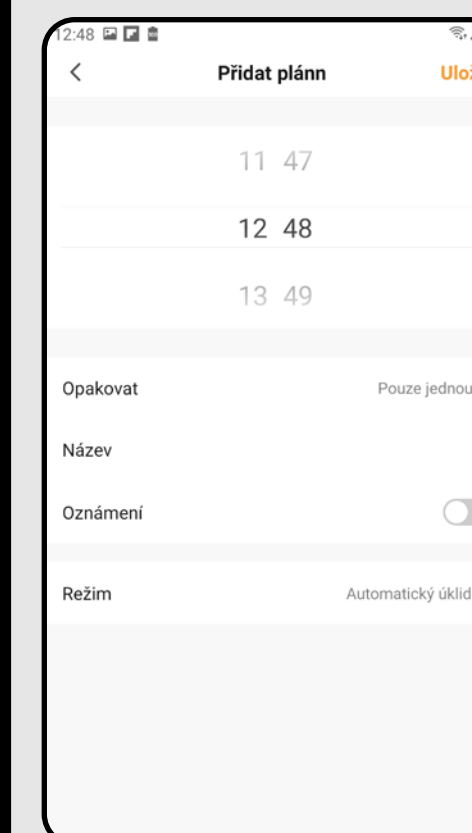 12:48
Přidat plánn
11 47
12 48
13 49
Opakovat Pouze jednou
Název
Oznámení
Režim Automatický úklid